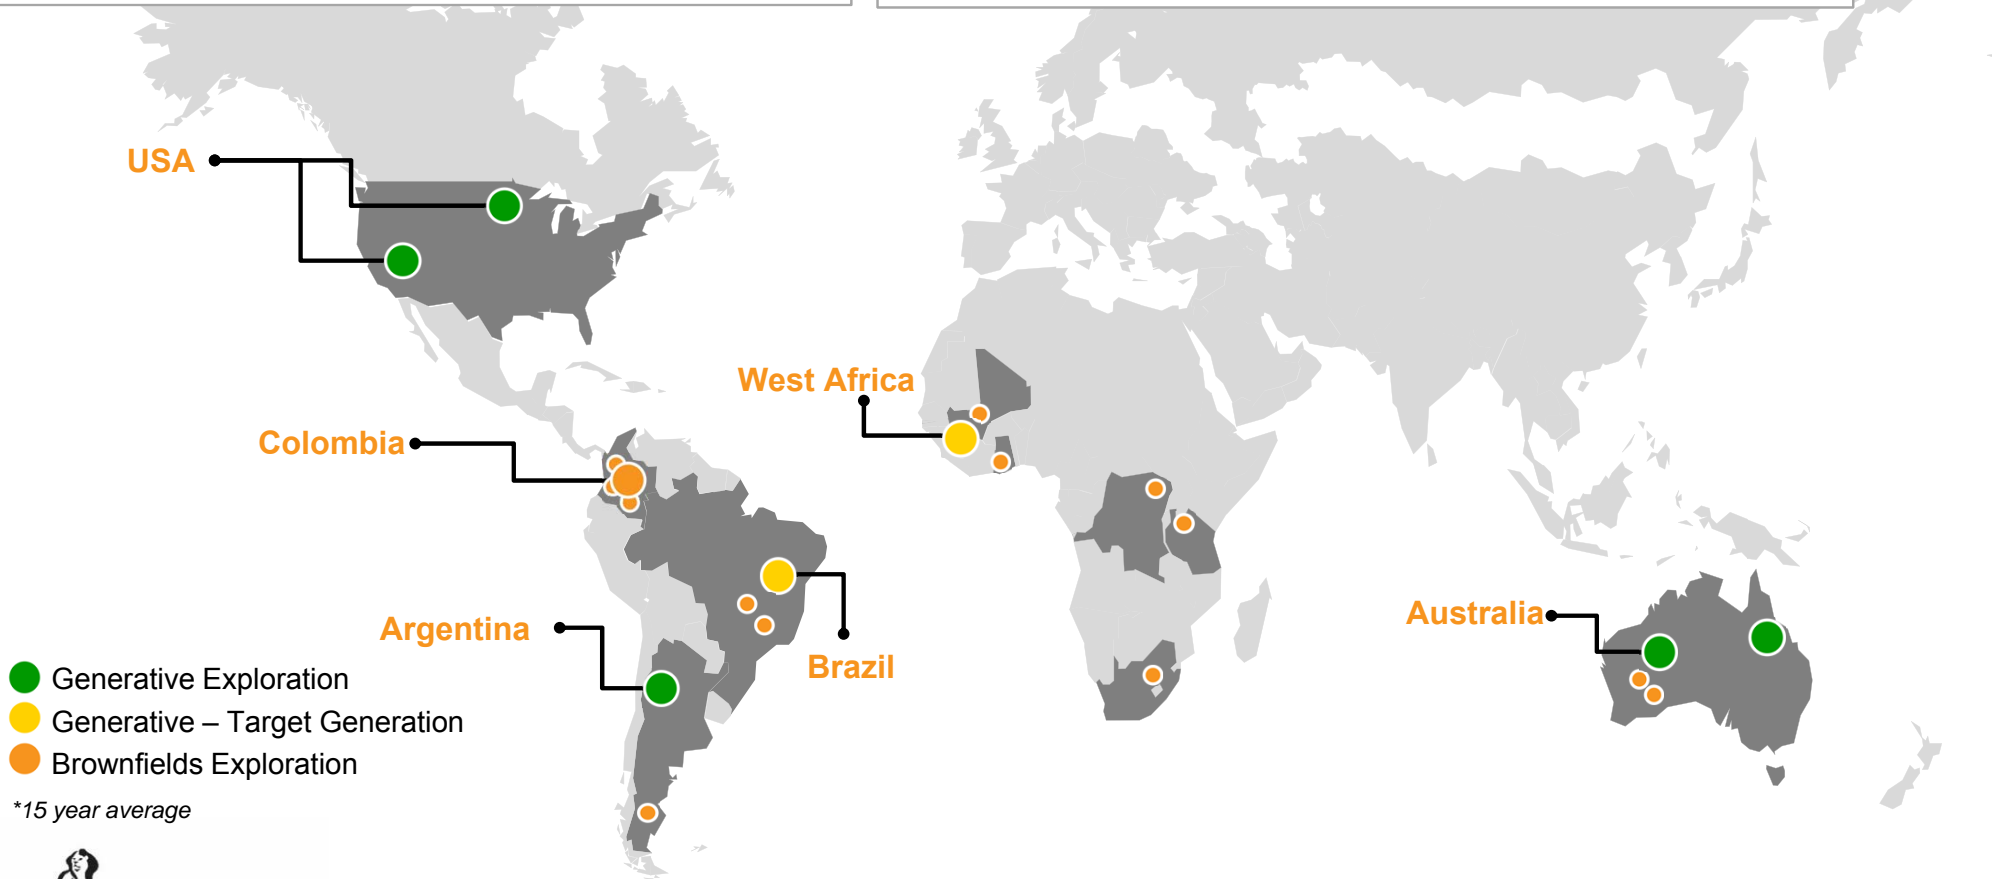 USA
West Africa
Colombia
Argentina
Australia
Brazil
Generative Exploration
Generative – Target Generation
Brownfields Exploration
*15 year average